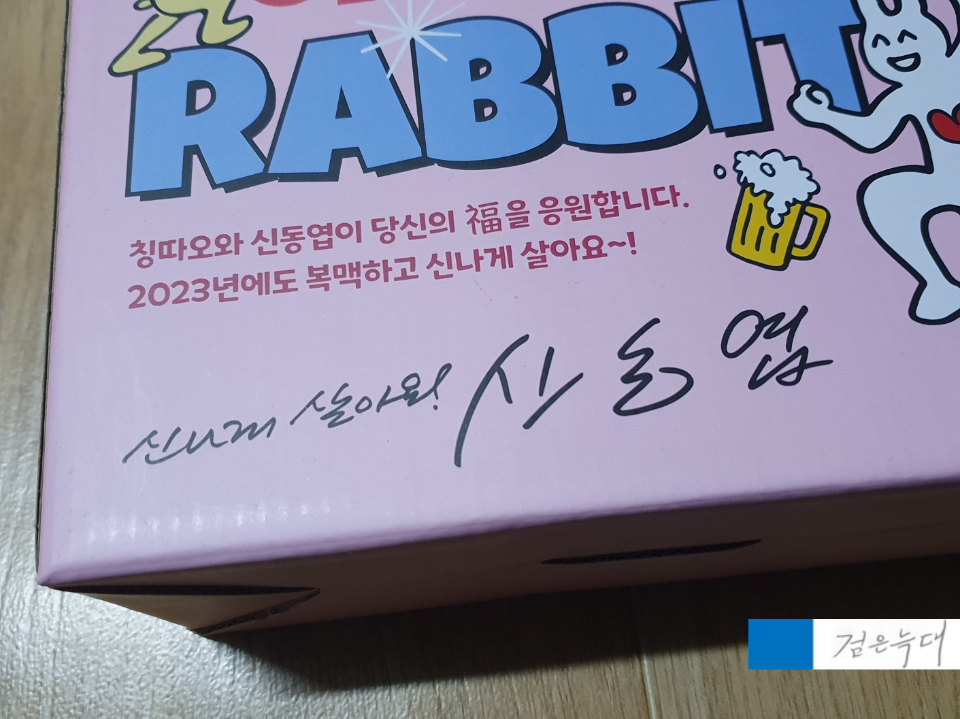 RABBIT
칭따오와 신동엽이 당신의 福을 응원합니다.
2023년에도 복맥하고 신나게 살아요~!
신나게 살아요! 신동엽
검은늑대